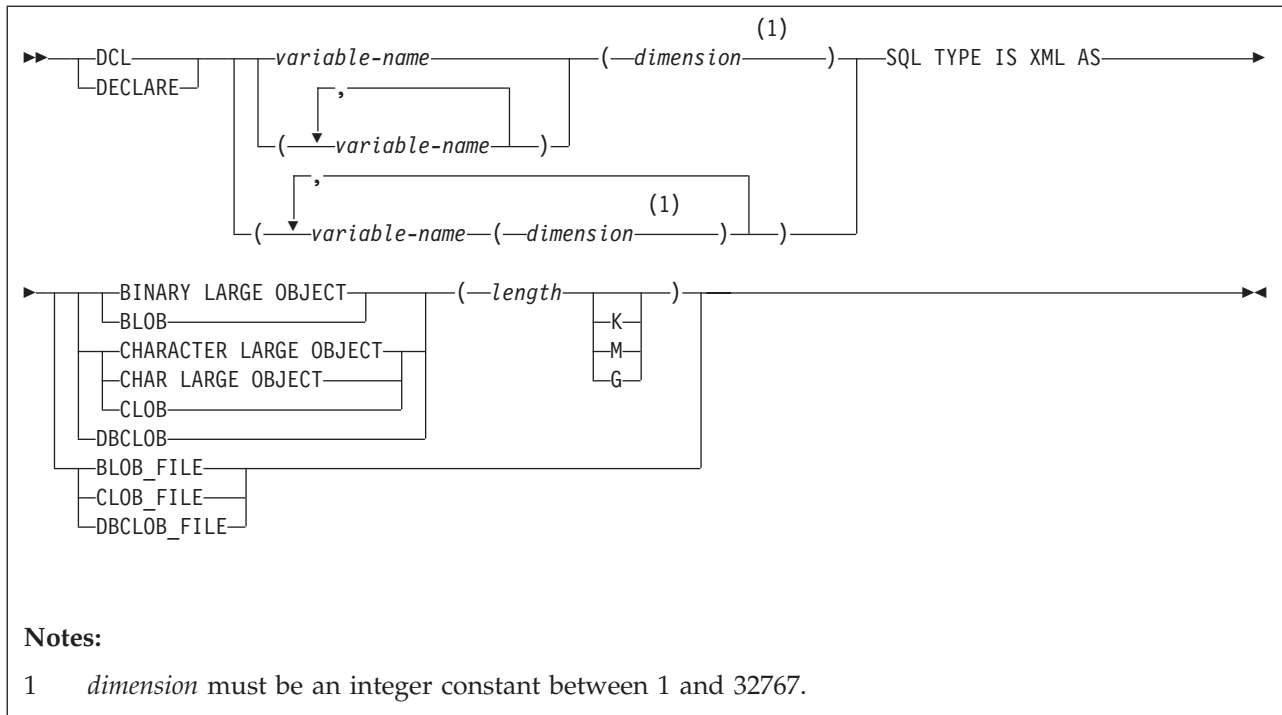 (1)
DCL variable-name ( dimension ) SQL TYPE IS XML AS
DECLARE
,
( variable-name )
,
(1)
( variable-name ( dimension ) )
BINARY LARGE OBJECT ( length )
BLOB K
CHARACTER LARGE OBJECT M
CHAR LARGE OBJECT G
CLOB
DBCLOB
BLOB_FILE
CLOB_FILE
DBCLOB_FILE
Notes:
1 dimension must be an integer constant between 1 and 32767.